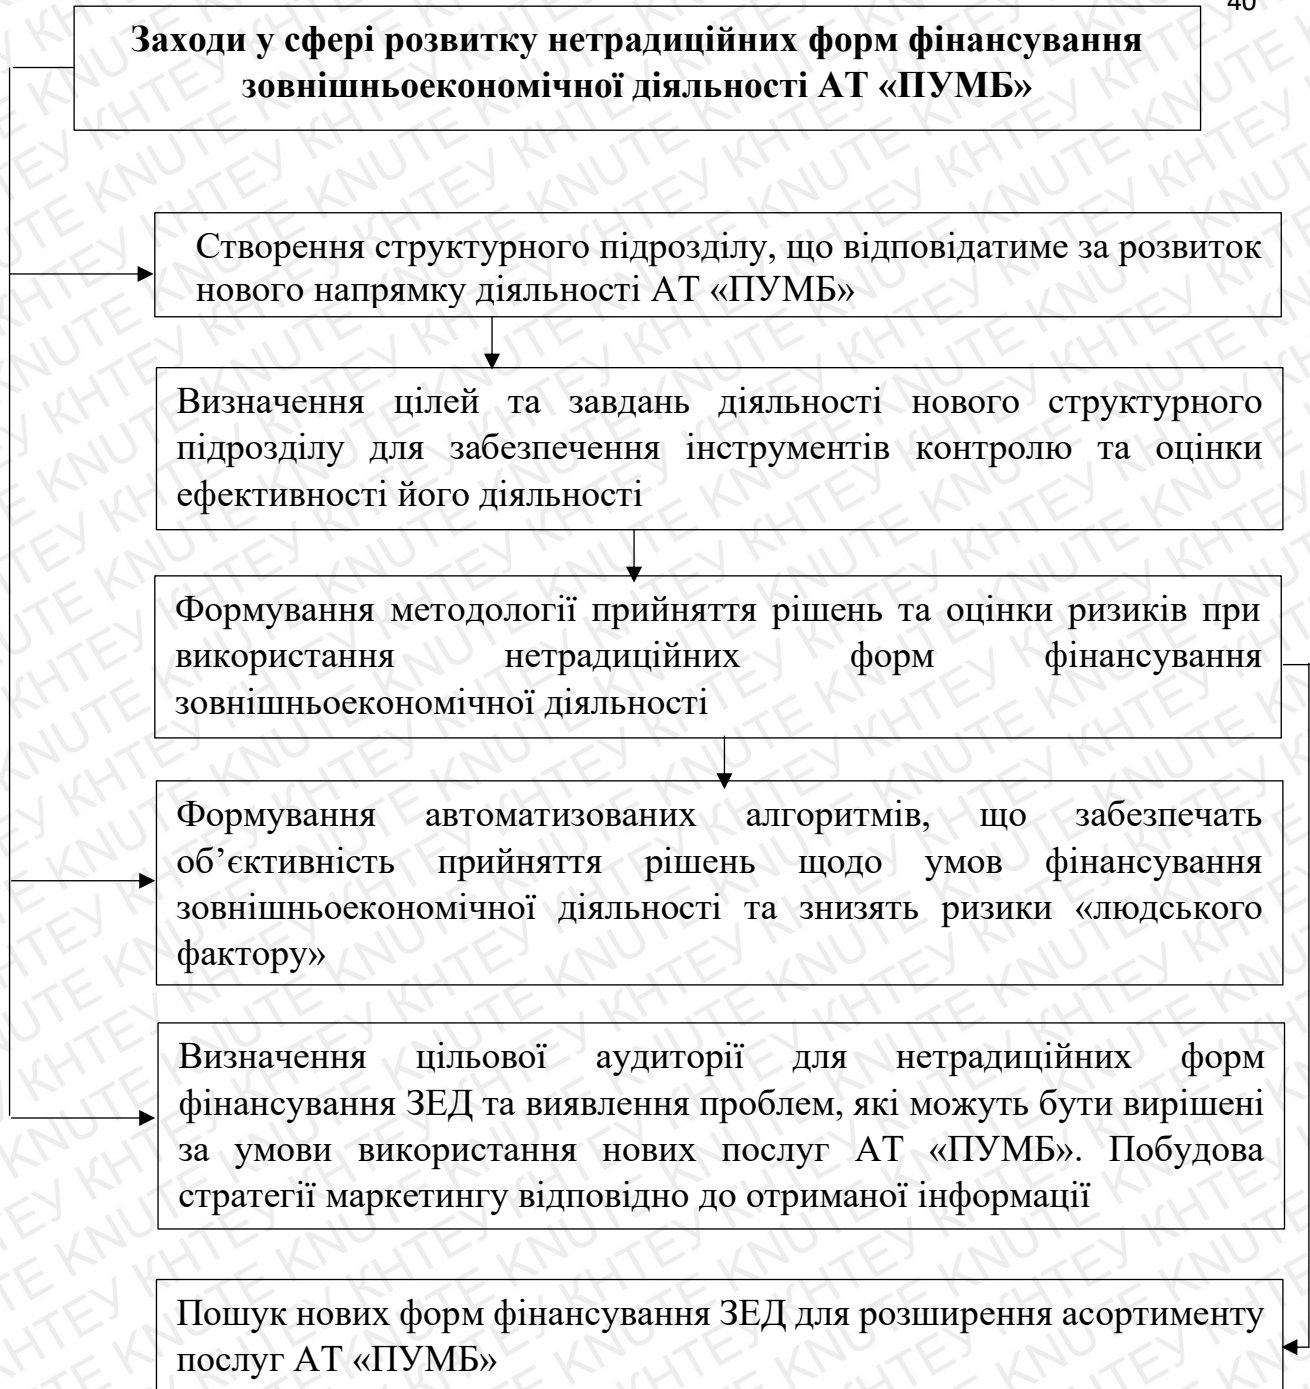 40
Заходи у сфері розвитку нетрадиційних форм фінансування
зовнішньоекономічної діяльності АТ «ПУМБ»
Створення структурного підрозділу, що відповідатиме за розвиток
нового напрямку діяльності АТ «ПУМБ»
Визначення цілей та завдань діяльності нового структурного
підрозділу для забезпечення інструментів контролю та оцінки
ефективності його діяльності
Формування методології прийняття рішень та оцінки ризиків при
використання нетрадиційних форм фінансування
зовнішньоекономічної діяльності
Формування автоматизованих алгоритмів, що забезпечать
об’єктивність прийняття рішень щодо умов фінансування
зовнішньоекономічної діяльності та знизять ризики «людського
фактору»
Визначення цільової аудиторії для нетрадиційних форм
фінансування ЗЕД та виявлення проблем, які можуть бути вирішені
за умови використання нових послуг АТ «ПУМБ». Побудова
стратегії маркетингу відповідно до отриманої інформації
Пошук нових форм фінансування ЗЕД для розширення асортименту
послуг АТ «ПУМБ»